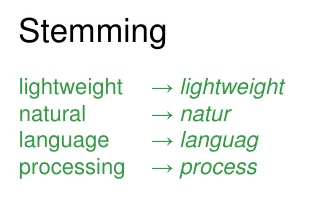 Stemming
lightweight → lightweight
natural → natur
language → languag
processing → process